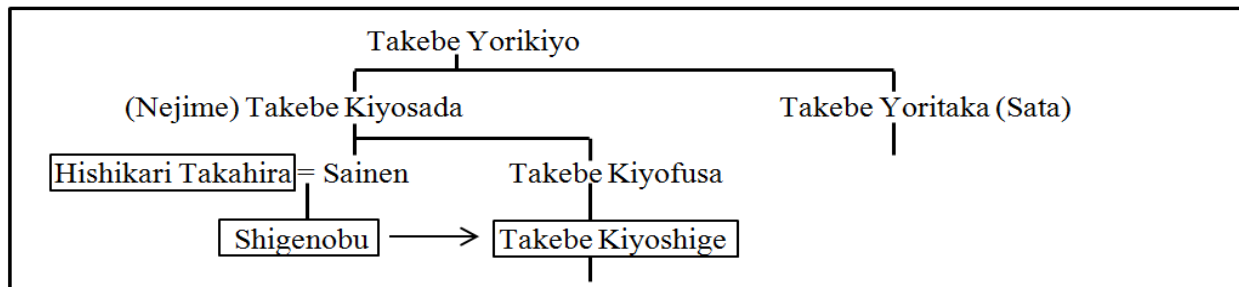 Takebe Yorikiyo
(Nejime) Takebe Kiyosada Takebe Yoritaka (Sata)
Hishikari Takahira = Sainen Takebe Kiyofusa
Shigenobu Takebe Kiyoshige